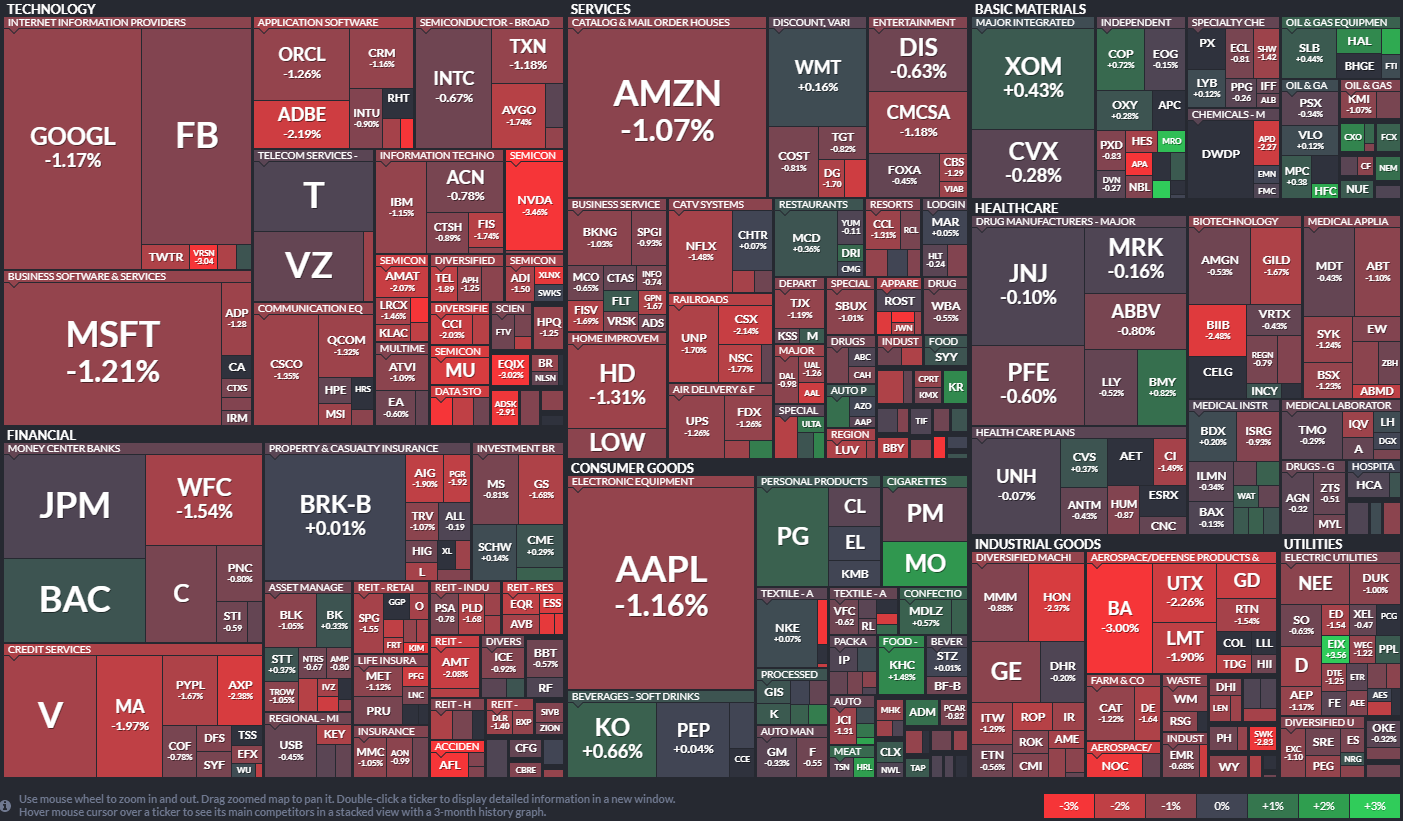 TECHNOLOGY
INTERNET INFORMATION PROVIDERS
GOOGL
-1.17%
FB
TWTR
VRSN
-3.04
APPLICATION SOFTWARE
ORCL
-1.26%
CRM
-1.16%
ADBE
-2.19%
INTU
-0.90%
RHT
SEMICONDUCTOR - BROAD
INTC
-0.67%
TXN
-1.18%
AVGO
-1.74%
TELECOM SERVICES -
T
VZ
INFORMATION TECHNO
IBM
-1.15%
ACN
-0.78%
CTSH
-0.89%
FIS
-1.74%
SEMICON
NVDA
-3.46%
BUSINESS SOFTWARE & SERVICES
MSFT
-1.21%
ADP
-1.28
CA
CTXS
IRM
COMMUNICATION EQ
CSCO
-1.35%
QCOM
-1.32%
HPE
HRS
MSI
SEMICON
AMAT
-2.07%
LRCX
-1.46%
KLAC
MULTIME
ATVI
-1.09%
EA
-0.60%
DIVERSIFIED
TEL
-1.89
APH
-1.25
SEMICON
ADI
-1.50
XLNX
SWKS
DIVERSIFIE
CCI
-2.03%
SCIEN
FTV
HPQ
-1.25
SEMICON
MU
EQIX
-3.02%
BR
NLSN
DATA STO
ADSK
-2.91
FINANCIAL
MONEY CENTER BANKS
JPM
WFC
-1.54%
BAC
C
PNC
-0.80%
STI
-0.59
PROPERTY & CASUALTY INSURANCE
BRK-B
+0.01%
AIG
-1.90%
PGR
-1.92
TRV
-1.07%
ALL
-0.19
HIG
XL
L
INVESTMENT BR
MS
-0.81%
GS
-1.68%
SCHW
+0.14%
CME
+0.29%
CREDIT SERVICES
V
MA
-1.97%
PYPL
-1.67%
AXP
-2.38%
COF
-0.78%
DFS
SYF
TSS
EFX
WU
ASSET MANAGE
BLK
-1.05%
BK
+0.33%
STT
+0.37%
NTRS
-0.67
AMP
-0.80
TROW
-1.05%
IVZ
REGIONAL - MI
USB
-0.45%
KEY
REIT - RETAI
SPG
-1.55
GGP
O
FRT
KIM
LIFE INSURA
MET
-1.12%
PFG
LNC
PRU
INSURANCE
MMC
-1.05%
AON
-0.99
REIT - INDU
PSA
-0.78
PLD
-1.68
REIT - RES
EQR
ESS
AVB
REIT -
AMT
-2.08%
DIVERS
ICE
-0.92%
BBT
-0.57%
RF
REIT - H
REIT -
DLR
-1.40
BXP
SIVB
ZION
ACCIDEN
AFL
CFG
CBRE
SERVICES
CATALOG & MAIL ORDER HOUSES
AMZN
-1.07%
DISCOUNT, VARI
WMT
+0.16%
COST
-0.81%
TGT
-0.82%
DG
-1.70
ENTERTAINMENT
DIS
-0.63%
CMCSA
-1.18%
FOXA
-0.45%
CBS
-1.29
VIAB
BUSINESS SERVICE
BKNG
-1.03%
SPGI
-0.93%
MCO
-0.65%
CTAS
INFO
-0.74
FLT
GPN
-1.67
FISV
-1.69%
VRSK
ADS
HOME IMPROVEM
HD
-1.31%
LOW
CATV SYSTEMS
NFLX
-1.48%
CHTR
+0.07%
RAILROADS
UNP
-1.70%
CSX
-2.14%
NSC
-1.77%
AIR DELIVERY & F
UPS
-1.26%
FDX
-1.26%
RESTAURANTS
MCD
+0.36%
YUM
-0.11
DRI
CMG
RESORTS
CCL
-1.31%
RCL
LODGIN
MAR
+0.05%
HLT
-0.24
DEPART
TJX
-1.19%
KSS
M
SPECIAL
SBUX
-1.01%
APPARE
ROST
JWN
DRUG
WBA
-0.55%
MAJOR
DAL
-0.98
UAL
-1.26
AAL
DRUGS
ABC
CAH
INDUST
FOOD
SYY
AUTO P
AZO
AAP
CPRT
KMX
KR
SPECIAL
ULTA
TIF
REGION
LUV
BBY
CONSUMER GOODS
ELECTRONIC EQUIPMENT
AAPL
-1.16%
BEVERAGES - SOFT DRINKS
KO
+0.66%
PEP
+0.04%
CCE
PERSONAL PRODUCTS
PG
CL
EL
KMB
CIGARETTES
PM
MO
TEXTILE - A
NKE
+0.07%
TEXTILE - A
VFC
-0.62
RL
CONFECTIO
MDLZ
+0.57%
PACKA
IP
FOOD -
KHC
+1.48%
BEVER
STZ
+0.01%
BF-B
PROCESSED
GIS
K
AUTO
JCI
-1.31
MHK
ADM
PCAR
-0.82
AUTO MAN
GM
-0.33%
F
-0.55
MEAT
TSN
HRL
CLX
NWL
TAP
BASIC MATERIALS
MAJOR INTEGRATED
XOM
+0.43%
CVX
-0.28%
INDEPENDENT
COP
+0.72%
EOG
-0.15%
OXY
+0.28%
APC
PXD
-0.83
HES
MRO
APA
DVN
-0.27
NBL
SPECIALTY CHE
PX
ECL
-0.81
SHW
-1.42
LYB
+0.12%
PPG
-0.26
IFF
ALB
CHEMICALS - M
DWDP
APD
-2.27
EMN
FMC
OIL & GAS EQUIPMEN
SLB
+0.44%
HAL
BHGE
FTI
OIL & GA
PSX
-0.34%
VLO
+0.12%
MPC
+0.38
HFC
OIL & GAS
KMI
-1.07%
CXO
FCX
CF
NEM
NUE
HEALTHCARE
DRUG MANUFACTURERS - MAJOR
JNJ
-0.10%
MRK
-0.16%
ABBV
-0.80%
PFE
-0.60%
LLY
-0.52%
BMY
+0.82%
BIOTECHNOLOGY
AMGN
-0.53%
GILD
-1.67%
BIIB
-2.48%
VRTX
-0.43%
CELG
REGN
-0.79
INCY
MEDICAL APPLIA
MDT
-0.43%
ABT
-1.10%
SYK
-1.24%
EW
BSX
-1.23%
ZBH
ABMD
HEALTH CARE PLANS
UNH
-0.07%
CVS
+0.37%
AET
CI
-1.49%
ANTM
-0.43%
HUM
-0.87
ESRX
CNC
MEDICAL INSTR
BDX
+0.20%
ISRG
-0.93%
ILMN
-0.34%
WAT
BAX
-0.13%
MEDICAL LABORATOR
TMO
-0.29%
IQV
LH
A
DGX
DRUGS - G
AGN
-0.32
ZTS
-0.51
MYL
HOSPITA
HCA
INDUSTRIAL GOODS
DIVERSIFIED MACHI
MMM
-0.88%
HON
-2.37%
GE
DHR
-0.20%
ITW
-1.29%
ROP
IR
ROK
AME
ETN
-0.56%
CMI
AEROSPACE/DEFENSE PRODUCTS &
BA
-3.00%
UTX
-2.26%
GD
LMT
-1.90%
RTN
-1.54%
COL
LLL
TDG
HII
FARM & CO
CAT
-1.22%
DE
-1.64
WASTE
WM
RSG
DHI
LEN
AEROSPACE/
NOC
INDUST
EMR
-0.68%
PH
SWK
-2.83
WY
UTILITIES
ELECTRIC UTILITIES
NEE
DUK
-1.00%
SO
-0.63%
ED
-1.54
XEL
-0.47
PCG
EIX
+3.56
WEC
-1.22
PPL
D
DTE
-1.25
ETR
AEP
-1.17%
FE
AEE
AES
DIVERSIFIED U
EXC
-1.10
SRE
ES
OKE
-0.32%
PEG
NRG
Use mouse wheel to zoom in and out. Drag zoomed map to pan it. Double-click a ticker to display detailed information in a new window.
Hover mouse cursor over a ticker to see its main competitors in a stacked view with a 3-month history graph.
-3%
-2%
-1%
0%
+1%
+2%
+3%